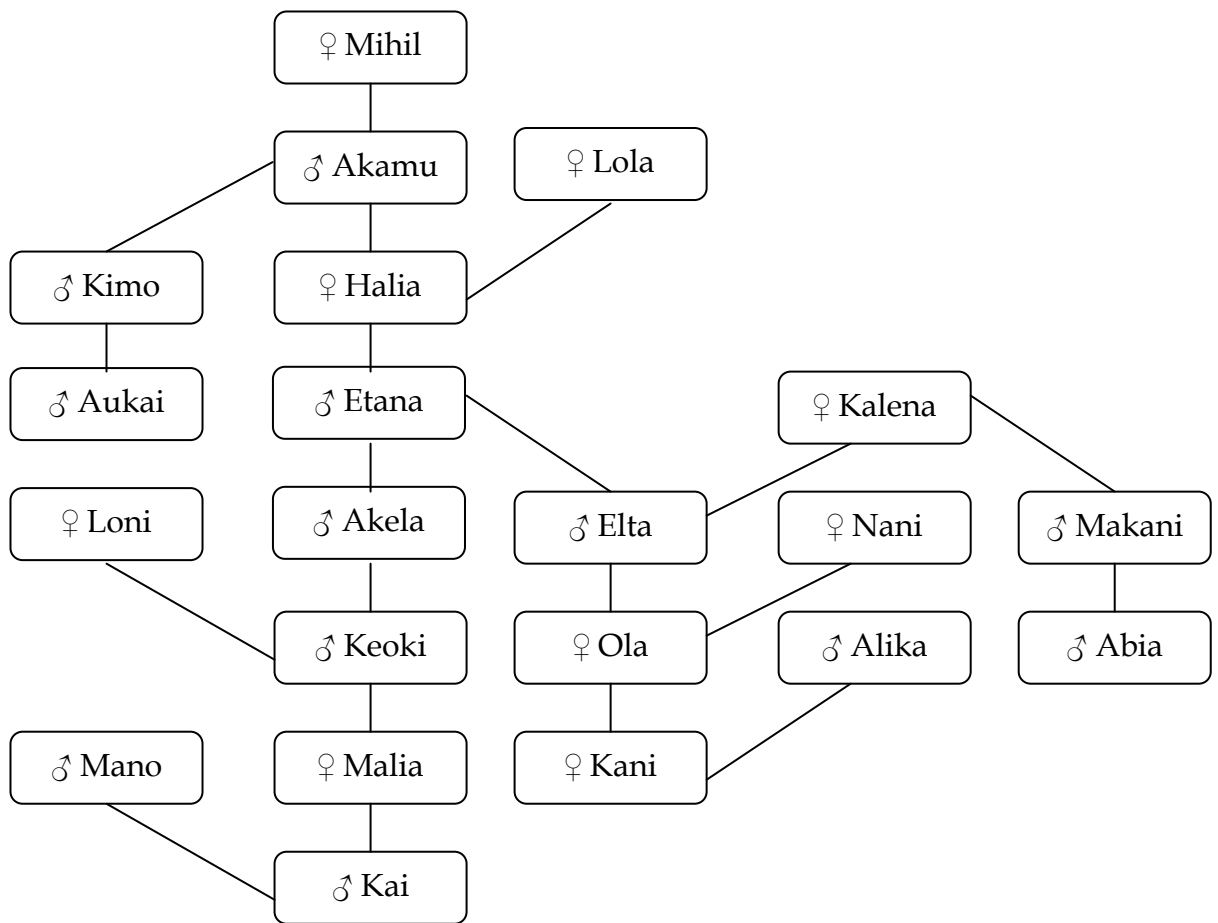 ♀ Mihil
♂ Akamu
♀ Lola
♂ Kimo
♀ Halia
♂ Aukai
♂ Etana
♀ Kalena
♀ Loni
♂ Akela
♂ Elta
♀ Nani
♂ Makani
♂ Keoki
♀ Ola
♂ Alika
♂ Abia
♂ Mano
♀ Malia
♀ Kani
♂ Kai